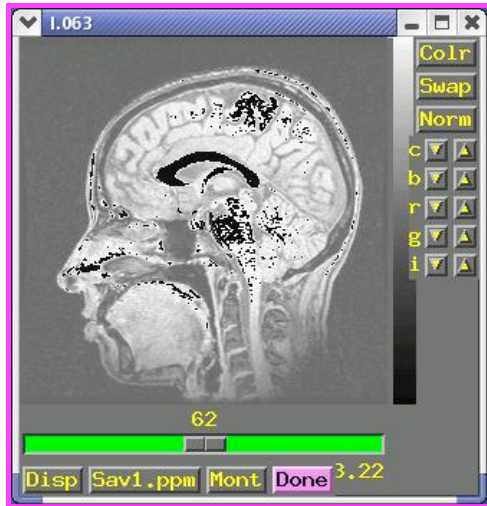 I.063
Colr
Swap
Norm
c
b
r
g
i
62
3.22
Disp Sav1.ppm Mont Done